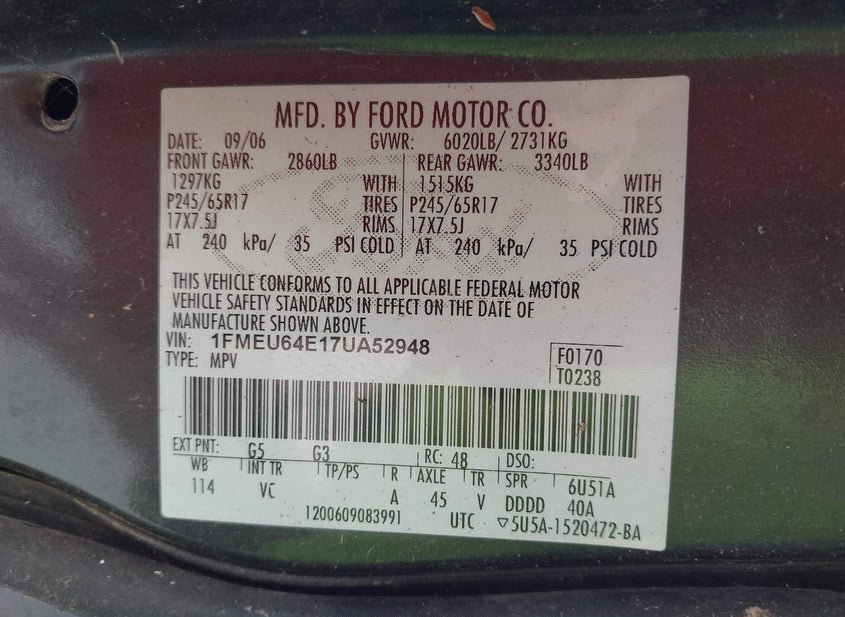 MFD. BY FORD MOTOR CO.
DATE: 09/06 GVWR: 6020LB/ 2731KG
FRONT GAWR: 2860LB REAR GAWR: 3340LB
1297KG WITH 1515KG WITH
P245/65R17 TIRES P245/65R17 TIRES
17X7.5J RIMS 17X7.5J RIMS
AT 240 kPa/ 35 PSI COLD AT 240 kPa/ 35 PSI COLD
THIS VEHICLE CONFORMS TO ALL APPLICABLE FEDERAL MOTOR
VEHICLE SAFETY STANDARDS IN EFFECT ON THE DATE OF
MANUFACTURE SHOWN ABOVE.
VIN: 1FMEU64E17UA52948
TYPE: MPV
F0170
T0238
EXT PNT: G5 G3 RC: 48 DSO:
WB INT TR TP/PS R AXLE TR SPR 6U51A
114 VC A 45 V DDDD 40A
1200609083991 UTC ▽5U5A-1520472-BA